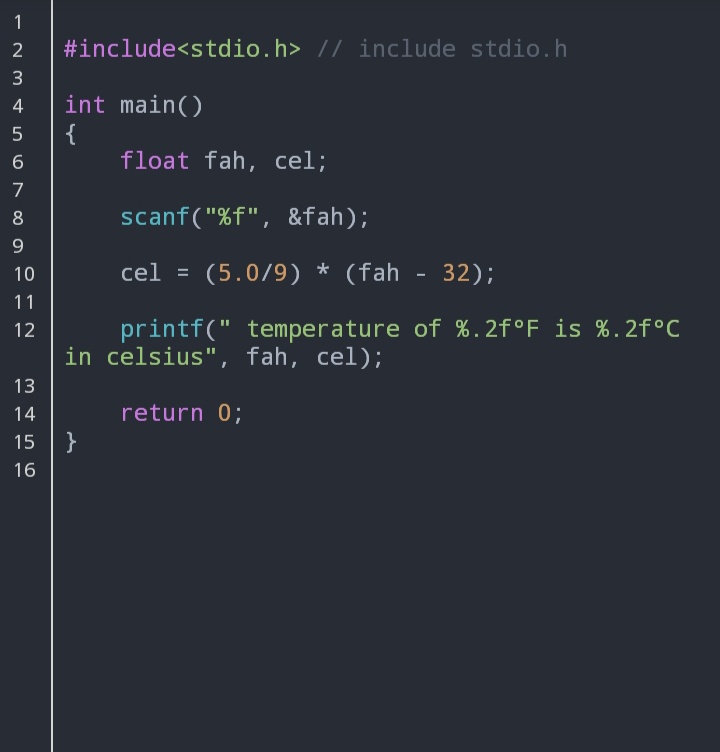 1
2 #include<stdio.h> // include stdio.h
3
4 int main()
5 {
6     float fah, cel;
7
8     scanf("%f", &fah);
9
10     cel = (5.0/9) * (fah - 32);
11
12     printf(" temperature of %.2f°F is %.2f°C
in celsius", fah, cel);
13
14     return 0;
15 }
16